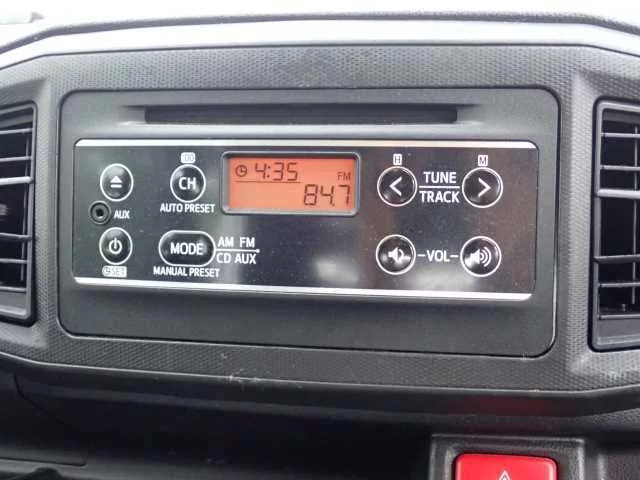 CH
AUTO PRESET
AUX
4:35
FM
84.7
H
M
TUNE
TRACK
SET
MODE
AM FM
CD AUX
MANUAL PRESET
VOL